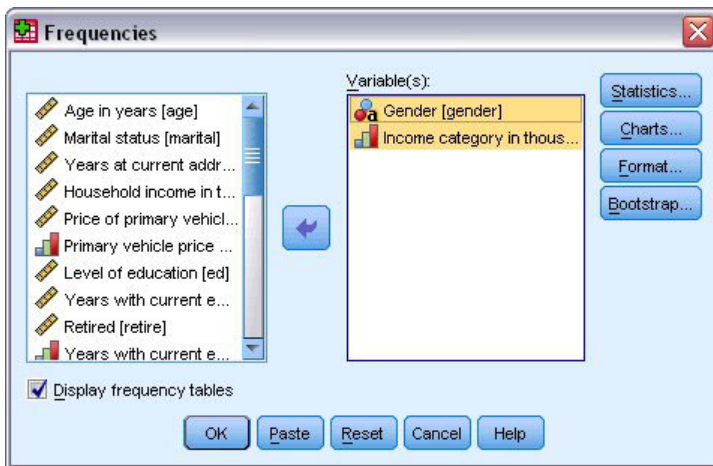 Frequencies
Variable(s):
Age in years [age]
Marital status [marital]
Years at current addr...
Household income in t...
Price of primary vehicl...
Primary vehicle price ...
Level of education [ed]
Years with current e...
Retired [retire]
Years with current e...
Gender [gender]
Income category in thous...
Statistics...
Charts...
Format...
Bootstrap...
Display frequency tables
OK
Paste
Reset
Cancel
Help